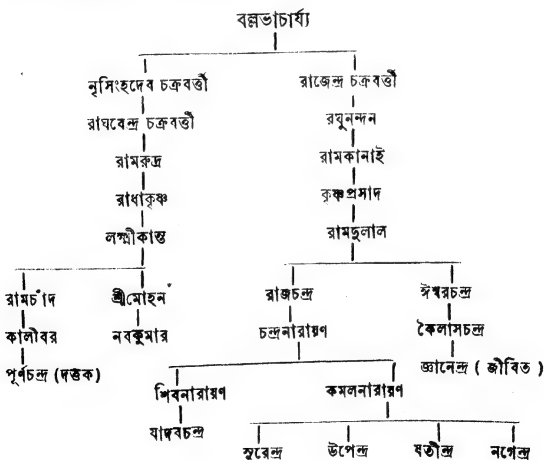 বল্লভাচার্য্য
নৃসিংহদেব চক্রবর্ত্তী রাজেন্দ্র চক্রবর্ত্তী
রাঘবেন্দ্র চক্রবর্ত্তী রঘুনন্দন
রামরুদ্র রামকানাই
রাধাকৃষ্ণ কৃষ্ণপ্রসাদ
লক্ষ্মীকান্ত রামদুলাল
রামচাঁদ শ্রীমোহন রাজচন্দ্র ঈশ্বরচন্দ্র
কালীবর নবকুমার চন্দ্রনারায়ণ কৈলাসচন্দ্র
পূর্ণচন্দ্র (দত্তক) জ্ঞানেন্দ্র ( জীবিত )
শিবনারায়ণ কমলনারায়ণ
যাদবচন্দ্র
সুরেন্দ্র উপেন্দ্র যতীন্দ্র নগেন্দ্র